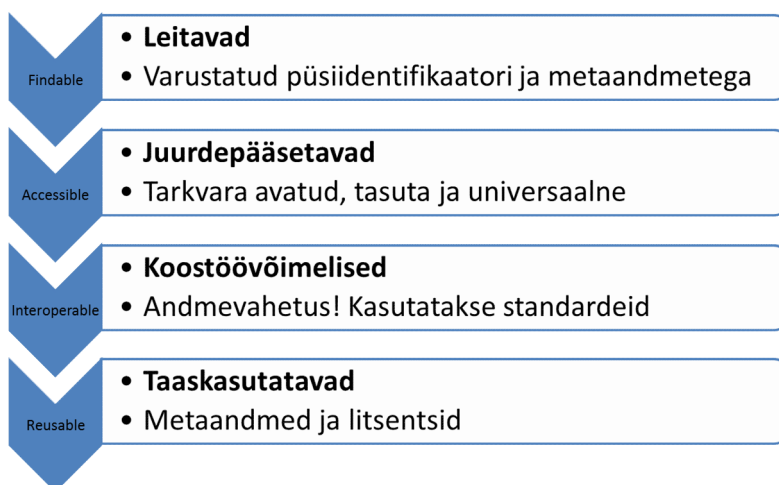 Findable
• Leitavad
• Varustatud püsiidentifikaatori ja metaandmetega
Accessible
• Juurdepääsetavad
• Tarkvara avatud, tasuta ja universaalne
Interoperable
• Koostöövõimelised
• Andmevahetus! Kasutatakse standardeid
Reusable
• Taaskasutatavad
• Metaandmed ja litsentsid